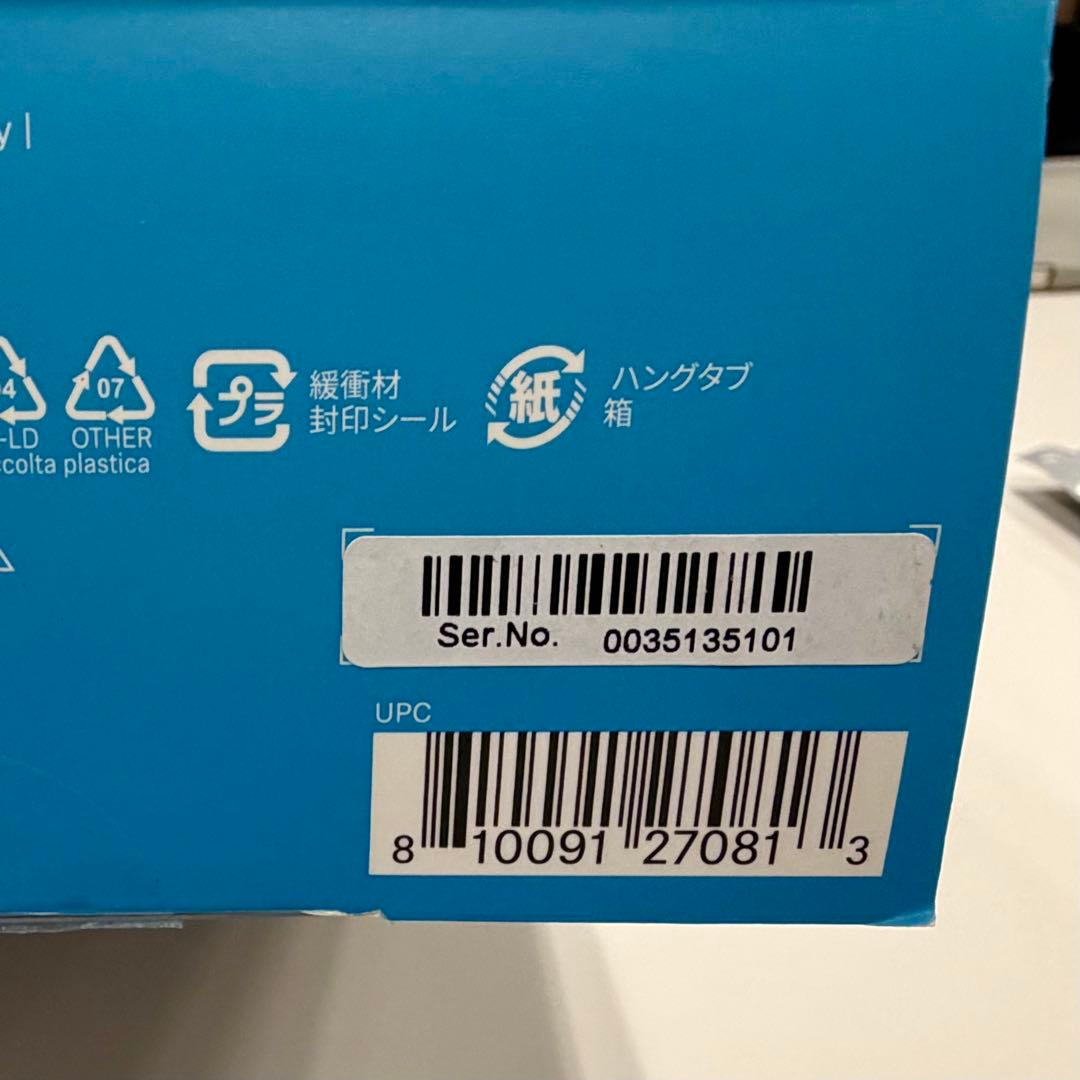 y |
04
07
プラ
緩衝材
封印シール
紙
ハングタブ
箱
-LD
OTHER
ccolta plastica
Ser.No. 0035135101
UPC
8 10091 27081 3